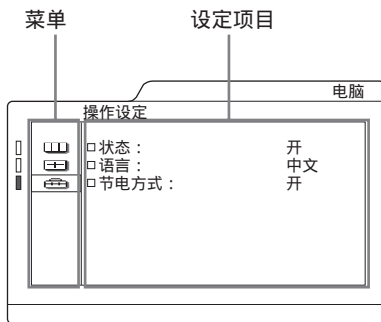 菜单 设定项目
电脑
操作设定
状态： 开
语言： 中文
节电方式： 开